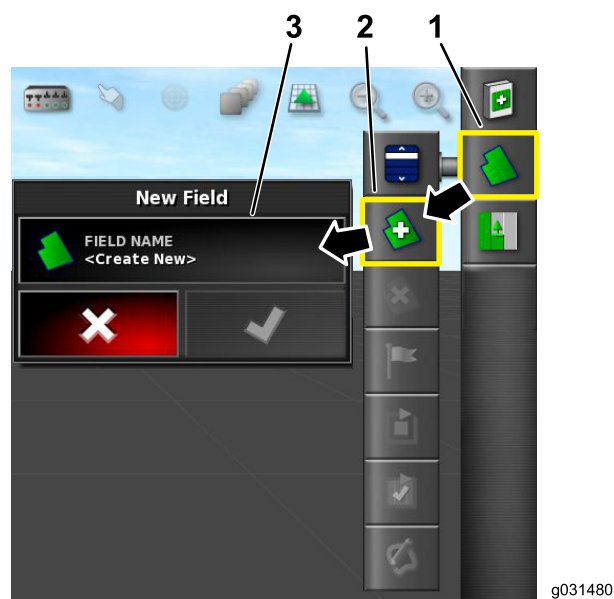 3 2 1
New Field
FIELD NAME
<Create New>
g031480